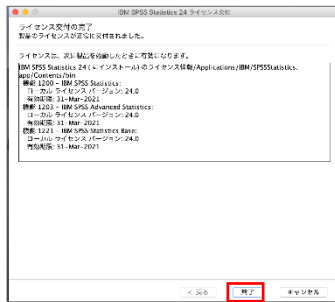 IBM SPSS Statistics 24 ライセンス交付
ライセンス交付の完了
製品のライセンスが正常に交付されました。
ライセンスは、次に製品を起動したときに有効になります。
IBM SPSS Statistics 24 (にインストール) のライセンス情報/Applications/IBM/SPSSStatistics.
app/Contents/bin
機能 1200 - IBM SPSS Statistics:
ローカル ライセンス バージョン: 24.0
有効期限: 31-Mar-2021
機能 1203 - IBM SPSS Advanced Statistics:
ローカル ライセンス バージョン: 24.0
有効期限: 31-Mar-2021
機能 1221 - IBM SPSS Statistics Base:
ローカル ライセンス バージョン: 24.0
有効期限: 31-Mar-2021
< 戻る 終了 キャンセル